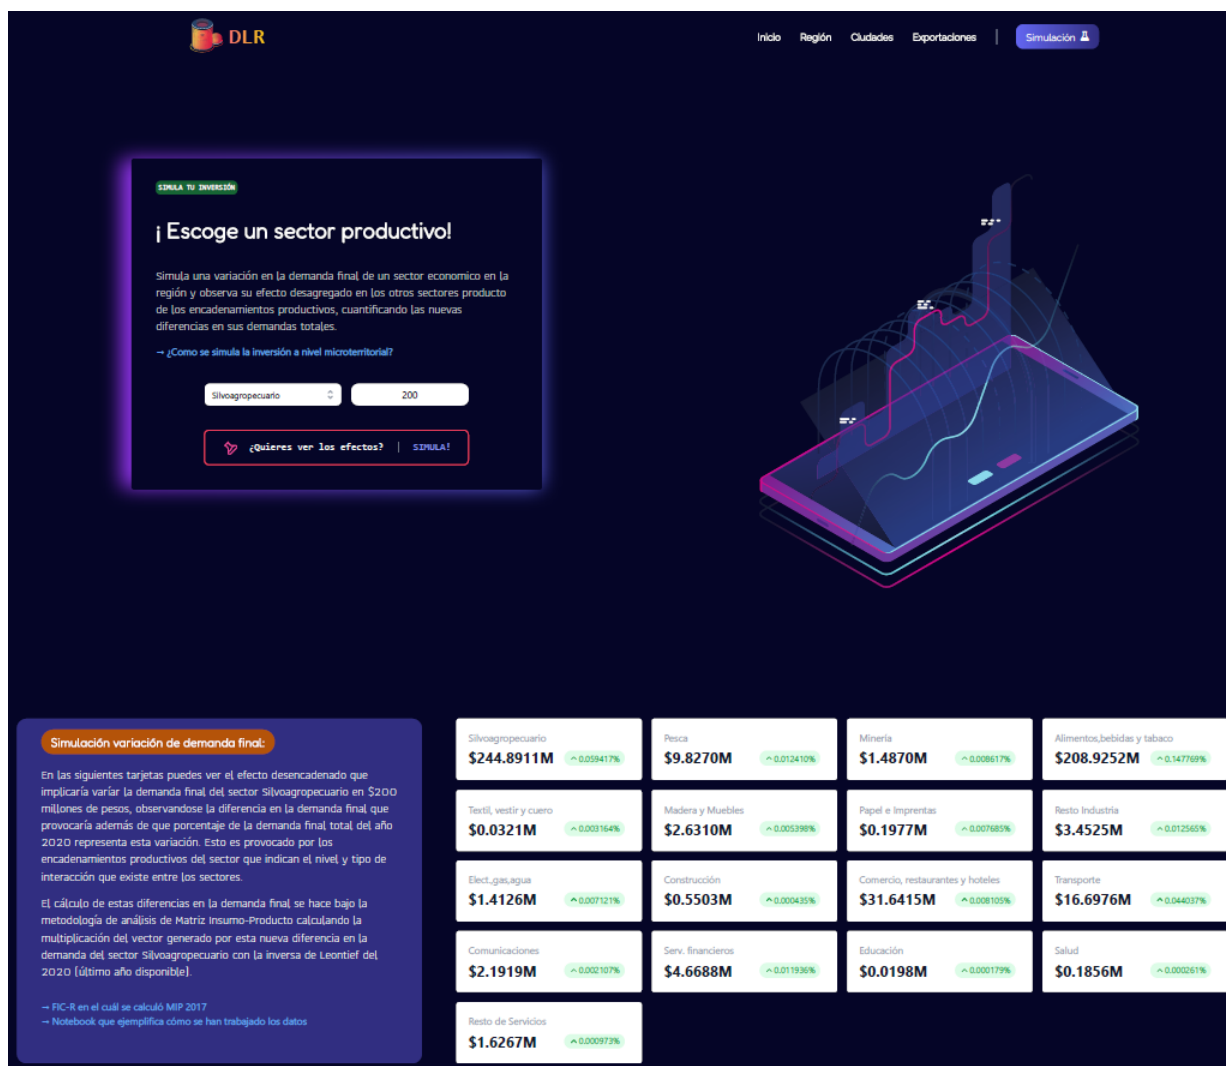 DLR
Inicio Región Ciudades Exportaciones | Simulación
SIMULA TU INVERSIÓN
¡ Escoge un sector productivo!
Simula una variación en la demanda final de un sector economico en la
región y observa su efecto desagregado en los otros sectores producto
de los encadenamientos productivos, cuantificando las nuevas
diferencias en sus demandas totales.
→ ¿Como se simula la inversión a nivel microterritorial?
Silvoagropecuario 200
¿Quieres ver los efectos? | SIMULA!
Simulación variación de demanda final:
En las siguientes tarjetas puedes ver el efecto desencadenado que
implicaría varíar la demanda final del sector Silvoagropecuario en $200
millones de pesos, observandose la diferencia en la demanda final que
provocaría además de que porcentaje de la demanda final total del año
2020 representa esta variación. Esto es provocado por los
encadenamientos productivos del sector que indican el nivel y tipo de
interacción que existe entre los sectores.
El cálculo de estas diferencias en la demanda final se hace bajo la
metodología de análisis de Matriz Insumo-Producto calculando la
multiplicación del vector generado por esta nueva diferencia en la
demanda del sector Silvoagropecuario con la inversa de Leontief del
2020 (último año disponible).
→ FIC-R en el cuál se calculó MIP 2017
→ Notebook que ejemplifica cómo se han trabajado los datos
Silvoagropecuario
$244.8911M 0.059417%
Pesca
$9.8270M 0.012410%
Minería
$1.4870M 0.008617%
Alimentos,bebidas y tabaco
$208.9252M 0.147769%
Textil, vestir y cuero
$0.0321M 0.003164%
Madera y Muebles
$2.6310M 0.005398%
Papel e Imprentas
$0.1977M 0.007685%
Resto Industria
$3.4525M 0.012565%
Elect.,gas,agua
$1.4126M 0.007121%
Construcción
$0.5503M 0.000435%
Comercio, restaurantes y hoteles
$31.6415M 0.008105%
Transporte
$16.6976M 0.044037%
Comunicaciones
$2.1919M 0.002107%
Serv. financieros
$4.6688M 0.011936%
Educación
$0.0198M 0.000179%
Salud
$0.1856M 0.000261%
Resto de Servicios
$1.6267M 0.000973%